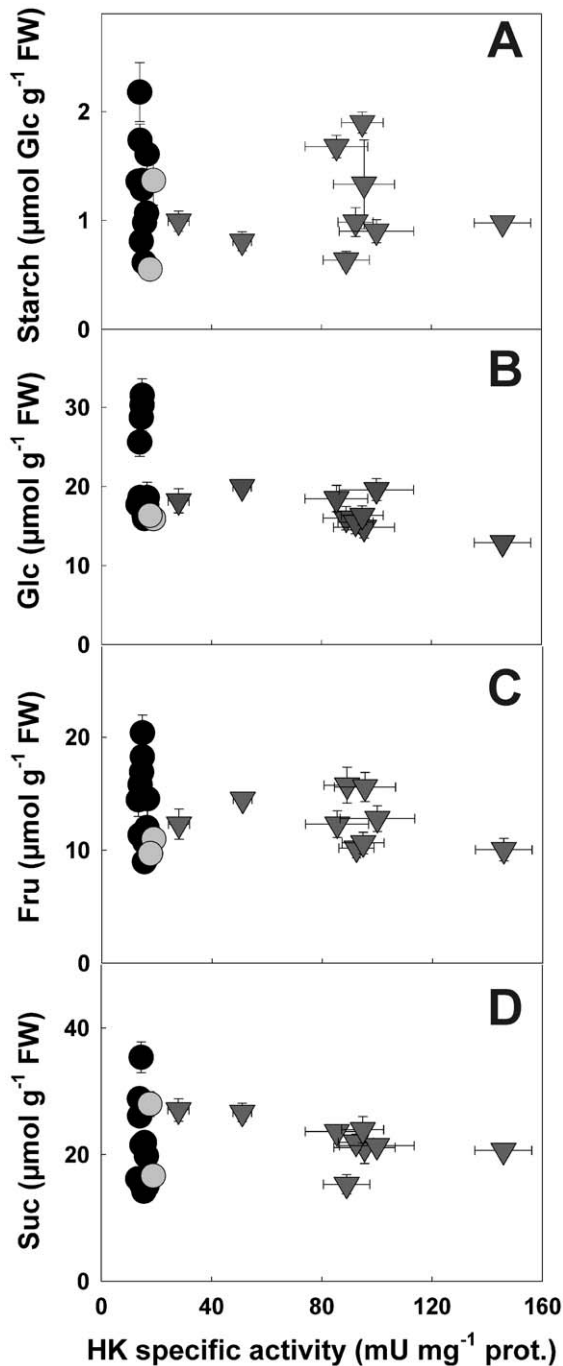 A
Starch (µmol Glc g⁻¹ FW)
2
1
0
B
Glc (µmol g⁻¹ FW)
30
20
10
0
C
Fru (µmol g⁻¹ FW)
20
10
0
D
Suc (µmol g⁻¹ FW)
40
20
0
0 40 80 120 160
HK specific activity (mU mg⁻¹ prot.)